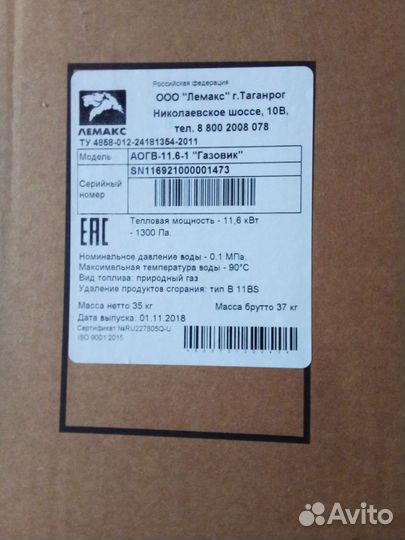 Российская федерация
ООО "Лемакс" г.Таганрог
Николаевское шоссе, 10В,
тел. 8 800 2008 078
ЛЕМАКС
ТУ 4858-012-24181354-2011
Модель АОГВ-11.6-1 "Газовик"
SN116921000001473
Серийный
номер
EAC
Тепловая мощность - 11,6 кВт
- 1300 Па.
Номинальное давление воды - 0.1 МПа.
Максимальная температура воды - 90°C
Вид топлива: природный газ
Удаление продуктов сгорания: тип В 11BS
Масса нетто 35 кг Масса брутто 37 кг
Дата выпуска: 01.11.2018
Сертификат №RU227805Q-U
ISO 9001:2015
Avito